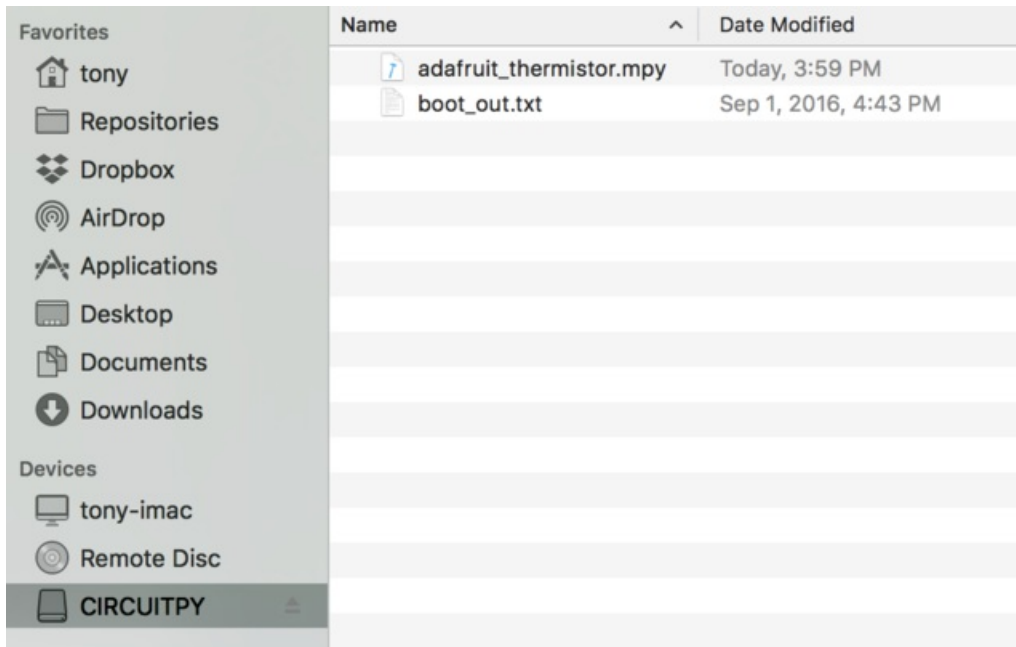 Favorites
tony
Repositories
Dropbox
AirDrop
Applications
Desktop
Documents
Downloads
Devices
tony-imac
Remote Disc
CIRCUITPY
Name Date Modified
adafruit_thermistor.mpy Today, 3:59 PM
boot_out.txt Sep 1, 2016, 4:43 PM